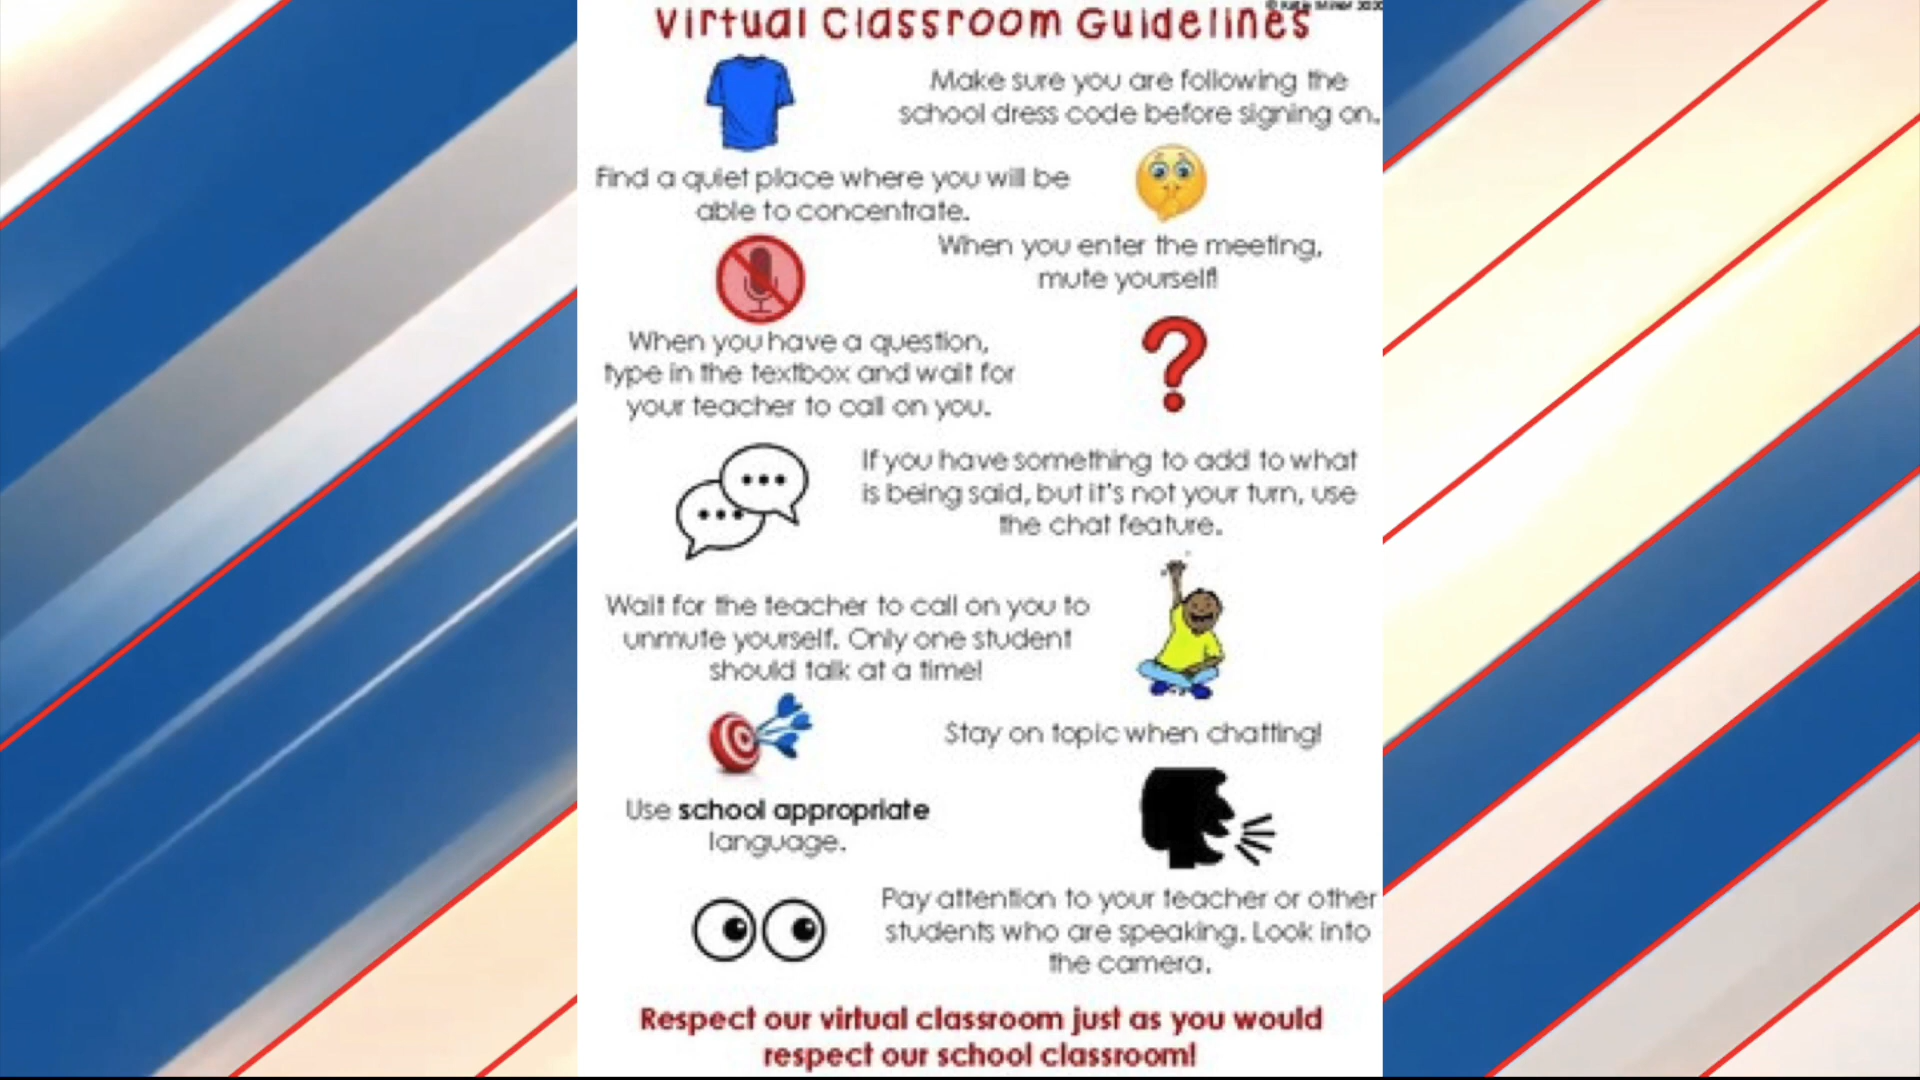 © Katie Minor 2020
Virtual Classroom Guidelines
Make sure you are following the
school dress code before signing on.
Find a quiet place where you will be
able to concentrate.
When you enter the meeting,
mute yourself!
When you have a question,
type in the textbox and wait for
your teacher to call on you.
If you have something to add to what
is being said, but it's not your turn, use
the chat feature.
Wait for the teacher to call on you to
unmute yourself. Only one student
should talk at a time!
Stay on topic when chatting!
Use school appropriate
language.
Pay attention to your teacher or other
students who are speaking. Look into
the camera.
Respect our virtual classroom just as you would
respect our school classroom!